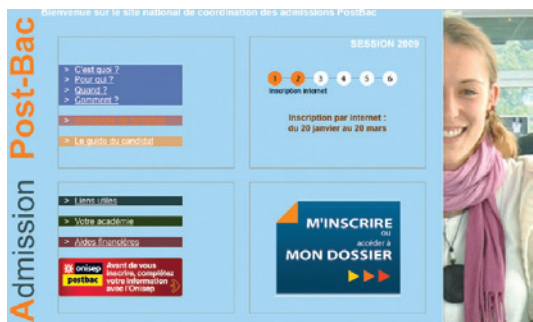 Bienvenue sur le site national de coordination des admissions PostBac
Admission Post-Bac
> C'est quoi ?
> Pour qui ?
> Quand ?
> Comment ?
> Le guide du candidat
SESSION 2009
1 2 3 4 5 6
Inscription internet
Inscription par Internet :
du 20 janvier au 20 mars
> Liens utiles
> Votre académie
> Aides financières
onisep
postbac
Avant de vous
inscrire, complétez
votre information
avec l'Onisep
M'INSCRIRE
ou
accéder à
MON DOSSIER